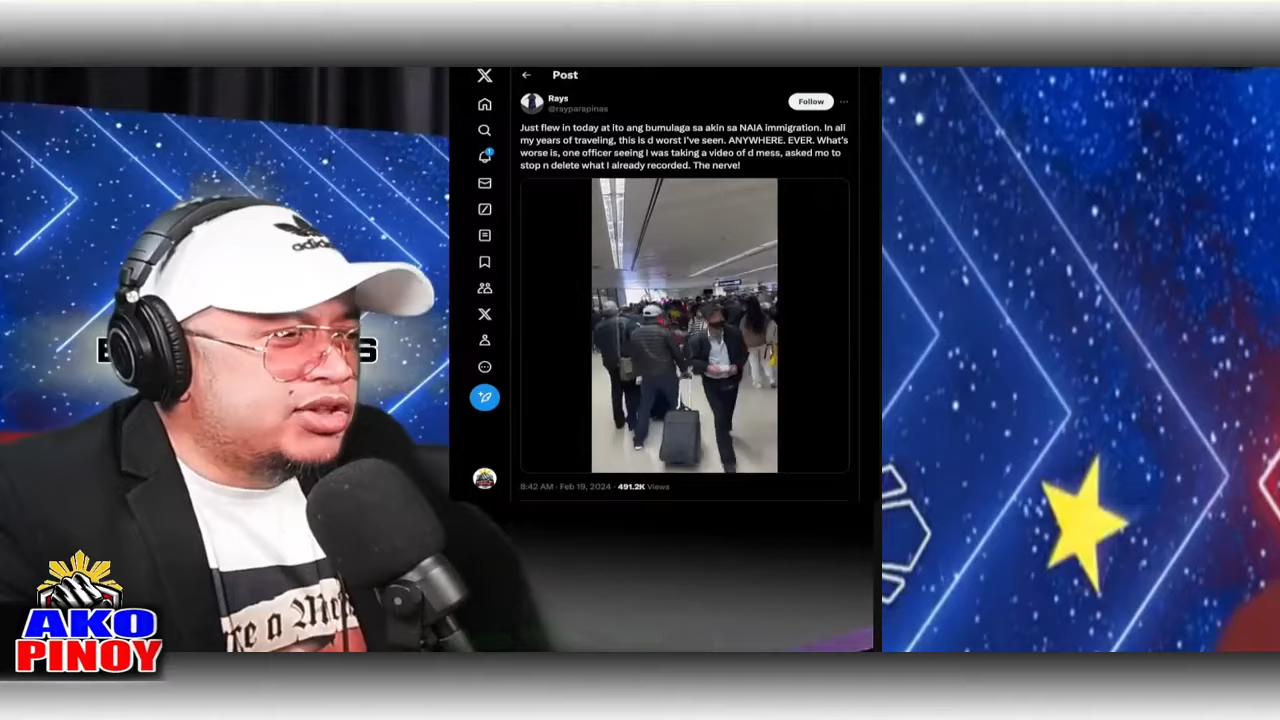 Post
Rays
@rayparapinas
Follow
Just flew in today at ito ang bumulaga sa akin sa NAIA immigration. In all
my years of traveling, this is d worst I've seen. ANYWHERE. EVER. What's
worse is, one officer seeing I was taking a video of d mess, asked mo to
stop n delete what I already recorded. The nerve!
8:42 AM · Feb 19, 2024 · 491.2K Views
adidas
AKO
PINOY